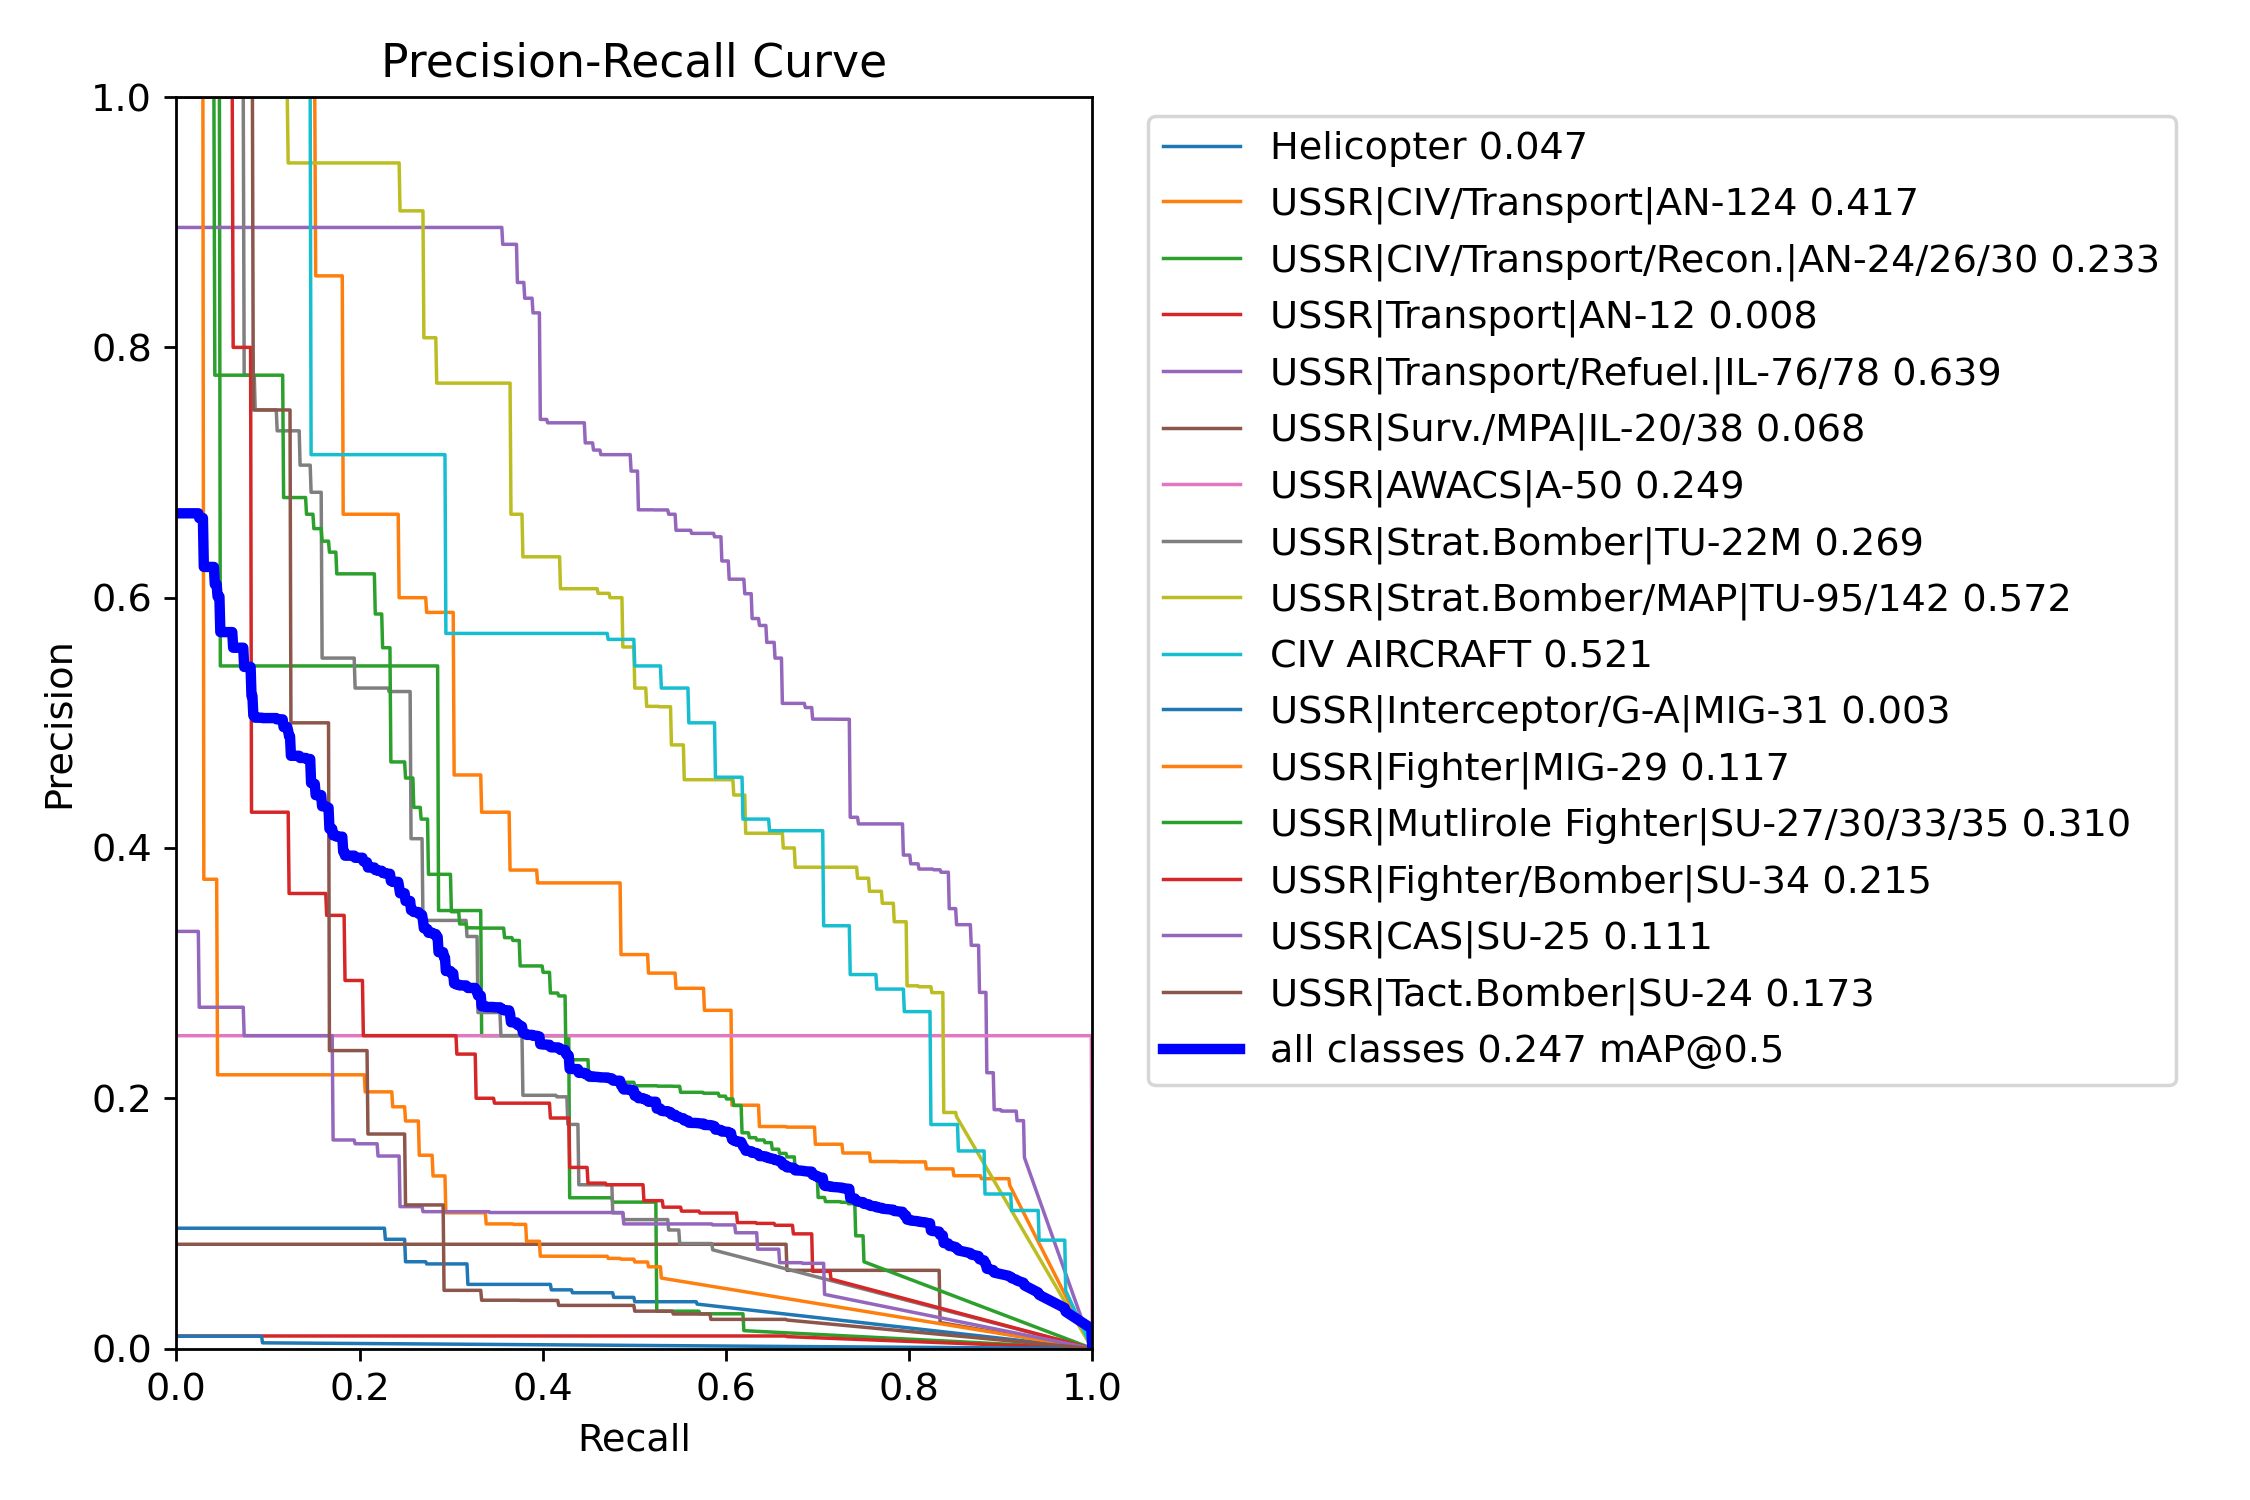 Precision-Recall Curve
1.0
0.8
0.6
0.4
0.2
0.0
Precision
0.0 0.2 0.4 0.6 0.8 1.0
Recall
Helicopter 0.047
USSR|CIV/Transport|AN-124 0.417
USSR|CIV/Transport/Recon.|AN-24/26/30 0.233
USSR|Transport|AN-12 0.008
USSR|Transport/Refuel.|IL-76/78 0.639
USSR|Surv./MPA|IL-20/38 0.068
USSR|AWACS|A-50 0.249
USSR|Strat.Bomber|TU-22M 0.269
USSR|Strat.Bomber/MAP|TU-95/142 0.572
CIV AIRCRAFT 0.521
USSR|Interceptor/G-A|MIG-31 0.003
USSR|Fighter|MIG-29 0.117
USSR|Mutlirole Fighter|SU-27/30/33/35 0.310
USSR|Fighter/Bomber|SU-34 0.215
USSR|CAS|SU-25 0.111
USSR|Tact.Bomber|SU-24 0.173
all classes 0.247 mAP@0.5